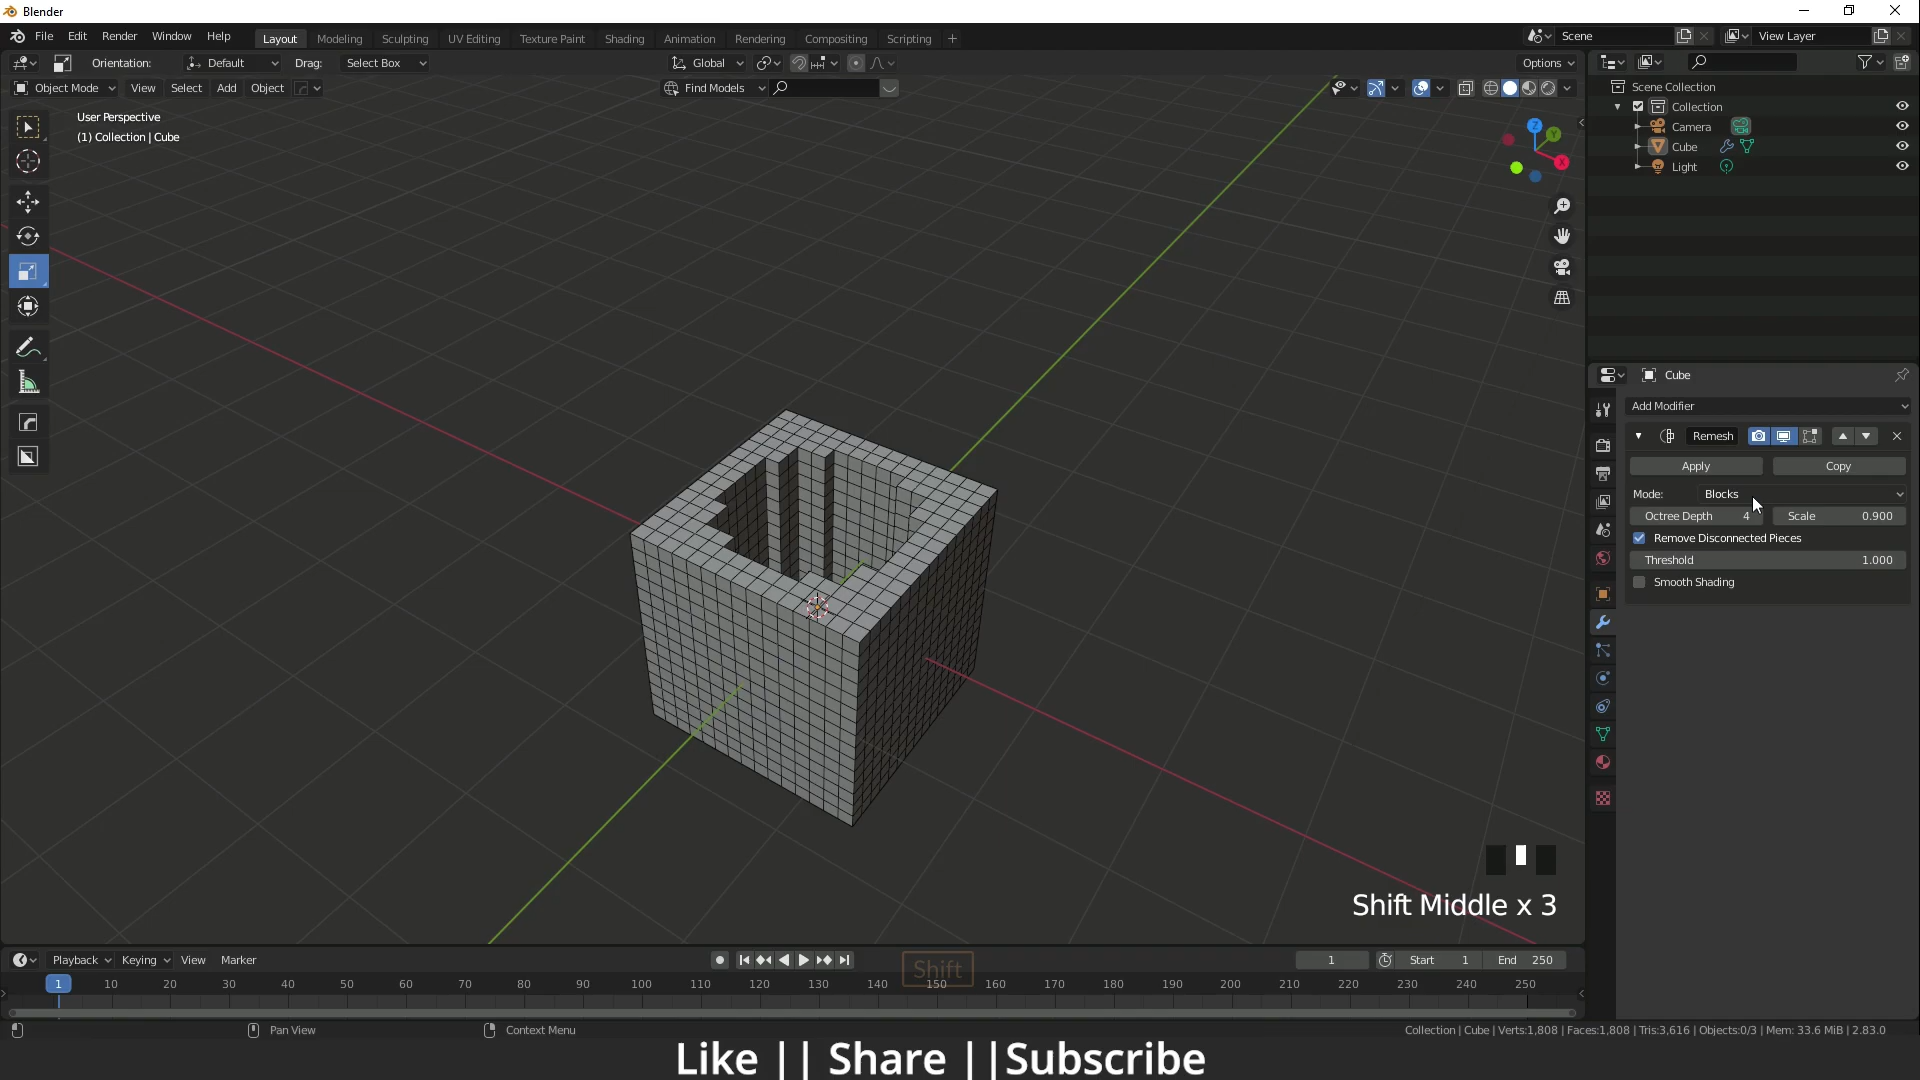 Blender
File Edit Render Window Help Layout Modeling Sculpting UV Editing Texture Paint Shading Animation Rendering Compositing Scripting + Scene View Layer
Orientation: Default Drag: Select Box Global Options
Object Mode View Select Add Object Find Models
User Perspective
(1) Collection | Cube
Z
Y
X
Scene Collection
Collection
Camera
Cube
Light
Cube
Add Modifier
Remesh
Apply Copy
Mode: Blocks
Octree Depth 4 Scale 0.900
Remove Disconnected Pieces
Threshold 1.000
Smooth Shading
Shift Middle x 3
Playback Keying View Marker Shift 1 Start 1 End 250
1 10 20 30 40 50 60 70 80 90 100 110 120 130 140 150 160 170 180 190 200 210 220 230 240 250
Pan View Context Menu Collection | Cube | Verts:1,808 | Faces:1,808 | Tris:3,616 | Objects:0/3 | Mem: 33.6 MiB | 2.83.0
Like || Share ||Subscribe